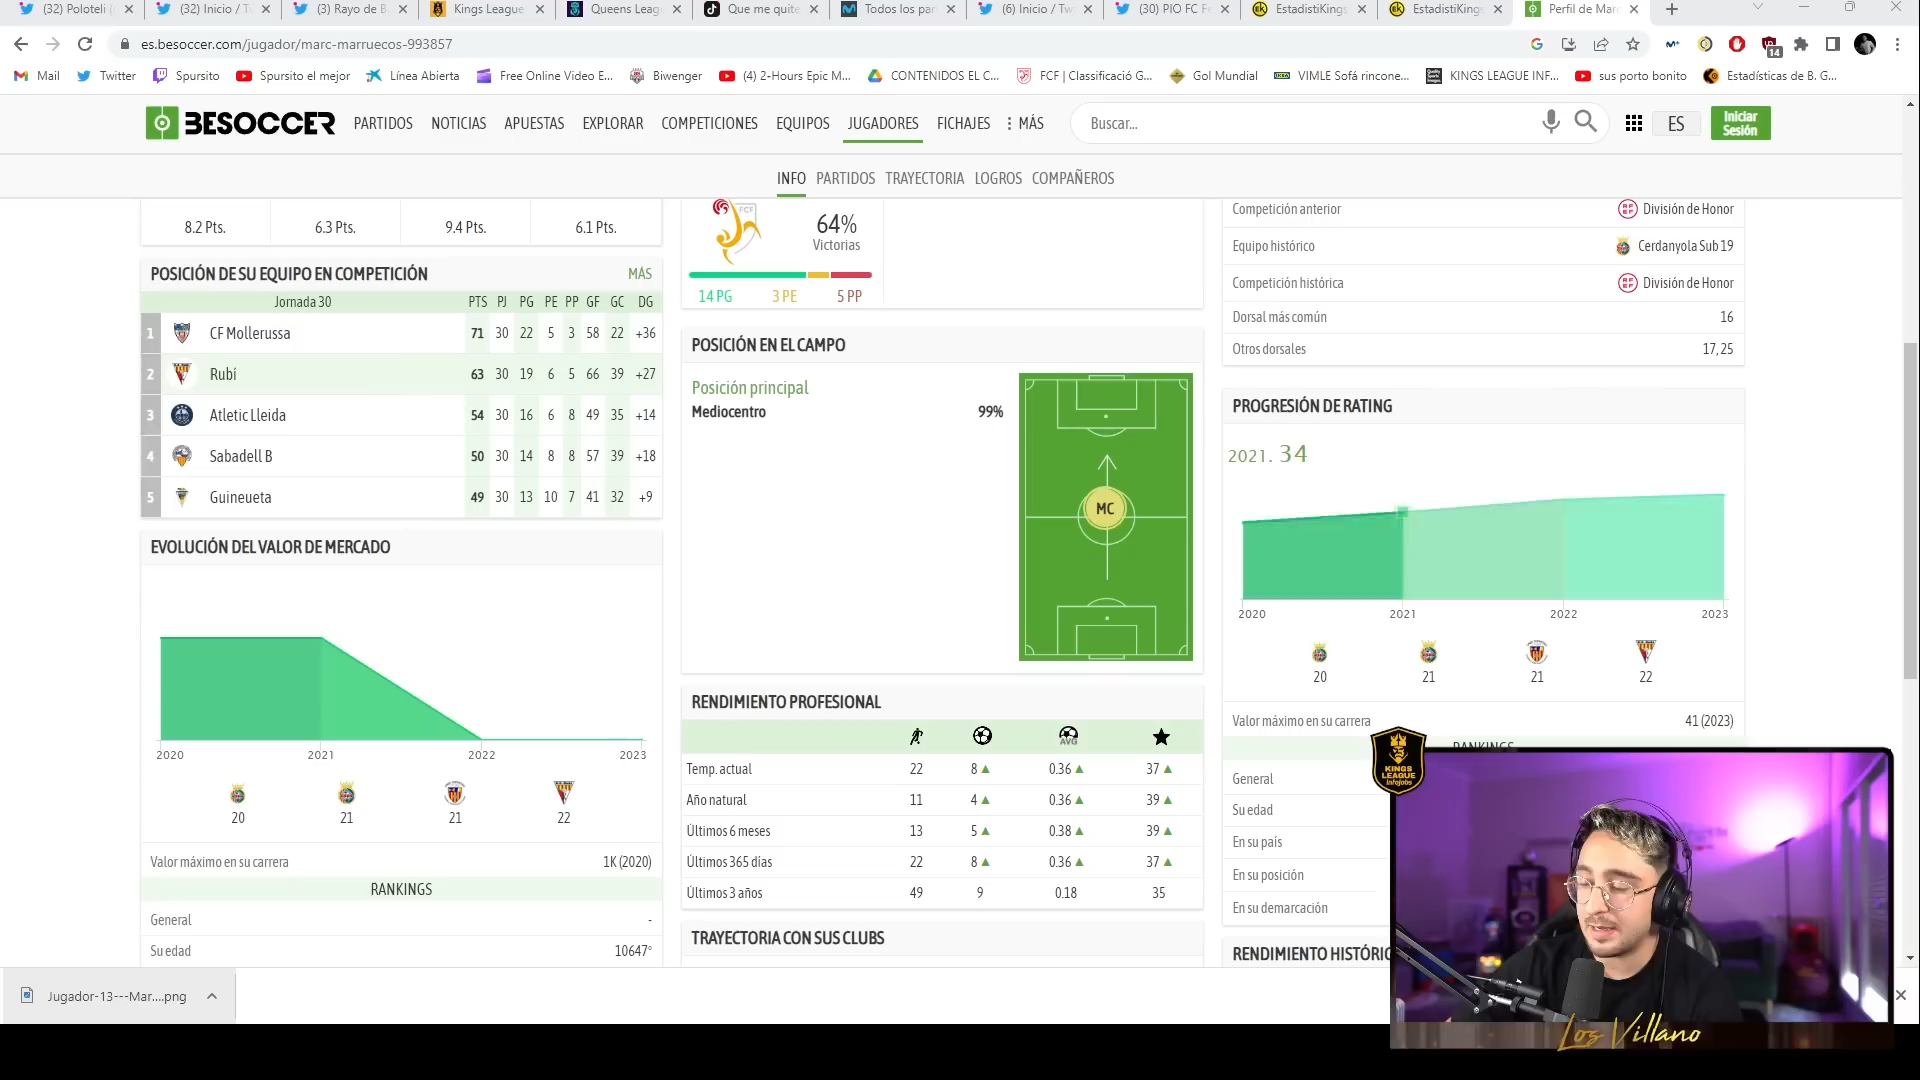 (32) Poloteli (
(32) Inicio / Tw
(3) Rayo de B
Kings League
Queens Leag
Que me quite
Todos los par
(6) Inicio / Tw
(30) PIO FC F
EstadistiKings
EstadistiKings
Perfil de Marc
es.besoccer.com/jugador/marc-marruecos-993857
14
Mail
Twitter
Spursito
Spursito el mejor
Línea Abierta
Free Online Video E...
Biwenger
(4) 2-Hours Epic M...
CONTENIDOS EL C...
FCF | Classificació G...
Gol Mundial
VIMLE Sofá rincone...
KINGS LEAGUE INF...
sus porto bonito
Estadísticas de B. G...
BESOCCER
PARTIDOS NOTICIAS APUESTAS EXPLORAR COMPETICIONES EQUIPOS JUGADORES FICHAJES MÁS
Buscar...
ES
Iniciar
Sesión
INFO PARTIDOS TRAYECTORIA LOGROS COMPAÑEROS
8.2 Pts. 6.3 Pts. 9.4 Pts. 6.1 Pts.
POSICIÓN DE SU EQUIPO EN COMPETICIÓN MÁS
Jornada 30 PTS PJ PG PE PP GF GC DG
1 CF Mollerussa 71 30 22 5 3 58 22 +36
2 Rubí 63 30 19 6 5 66 39 +27
3 Atletic Lleida 54 30 16 6 8 49 35 +14
4 Sabadell B 50 30 14 8 8 57 39 +18
5 Guineueta 49 30 13 10 7 41 32 +9
EVOLUCIÓN DEL VALOR DE MERCADO
2020 2021 2022 2023
20 21 21 22
Valor máximo en su carrera 1K (2020)
RANKINGS
General -
Su edad 10647°
FCF
64%
Victorias
14 PG 3 PE 5 PP
POSICIÓN EN EL CAMPO
Posición principal
Mediocentro 99%
MC
RENDIMIENTO PROFESIONAL
AVG
Temp. actual 22 8 0.36 37
Año natural 11 4 0.36 39
Últimos 6 meses 13 5 0.38 39
Últimos 365 días 22 8 0.36 37
Últimos 3 años 49 9 0.18 35
TRAYECTORIA CON SUS CLUBS
Competición anterior División de Honor
Equipo histórico Cerdanyola Sub 19
Competición histórica División de Honor
Dorsal más común 16
Otros dorsales 17,25
PROGRESIÓN DE RATING
2021. 34
2020 2021 2022 2023
20 21 21 22
Valor máximo en su carrera 41 (2023)
RANKINGS
General
Su edad
En su país
En su posición
En su demarcación
RENDIMIENTO HISTÓRIC
KINGS
LEAGUE
InfoJobs
Los Villano
Jugador-13---Mar....png